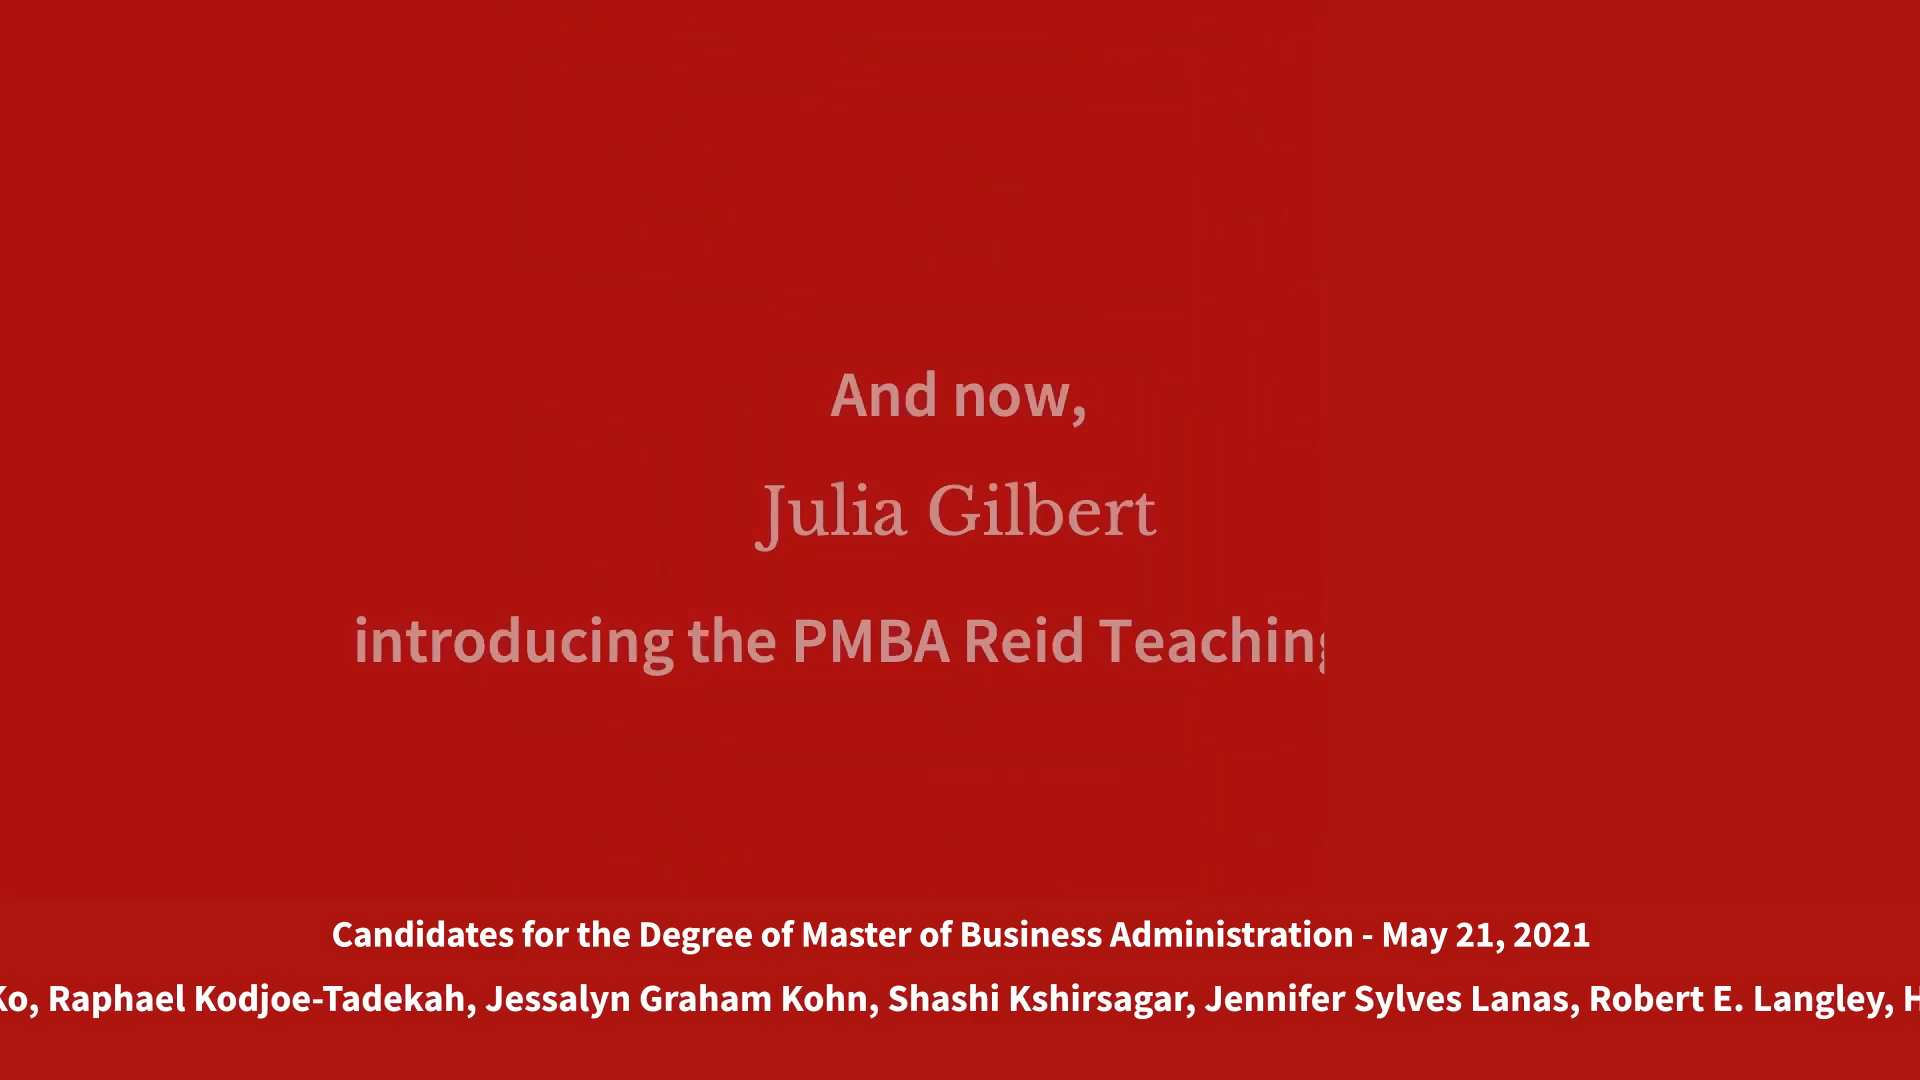 And now,
Julia Gilbert
introducing the PMBA Reid Teaching
Candidates for the Degree of Master of Business Administration - May 21, 2021
Ko, Raphael Kodjoe-Tadekah, Jessalyn Graham Kohn, Shashi Kshirsagar, Jennifer Sylves Lanas, Robert E. Langley,